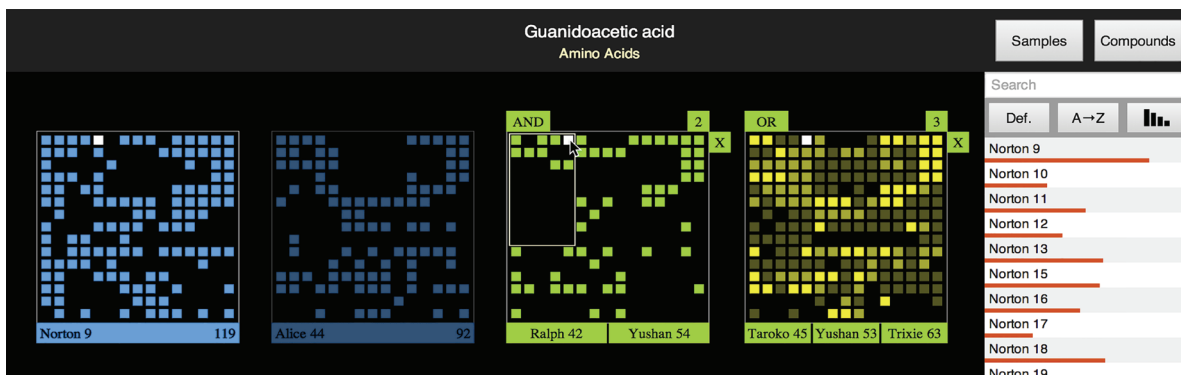 Guanidoacetic acid
Amino Acids
Samples
Compounds
Search
Def.
A→Z
AND
2
X
OR
3
X
Norton 9 119
Alice 44 92
Ralph 42
Yushan 54
Taroko 45
Yushan 53
Trixie 63
Norton 9
Norton 10
Norton 11
Norton 12
Norton 13
Norton 15
Norton 16
Norton 17
Norton 18
Norton 19